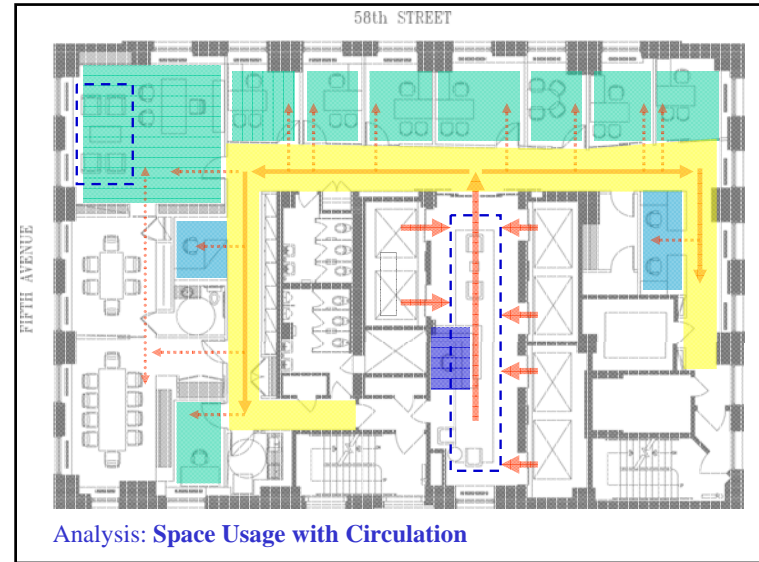 58th STREET
FIFTH AVENUE
Analysis: Space Usage with Circulation